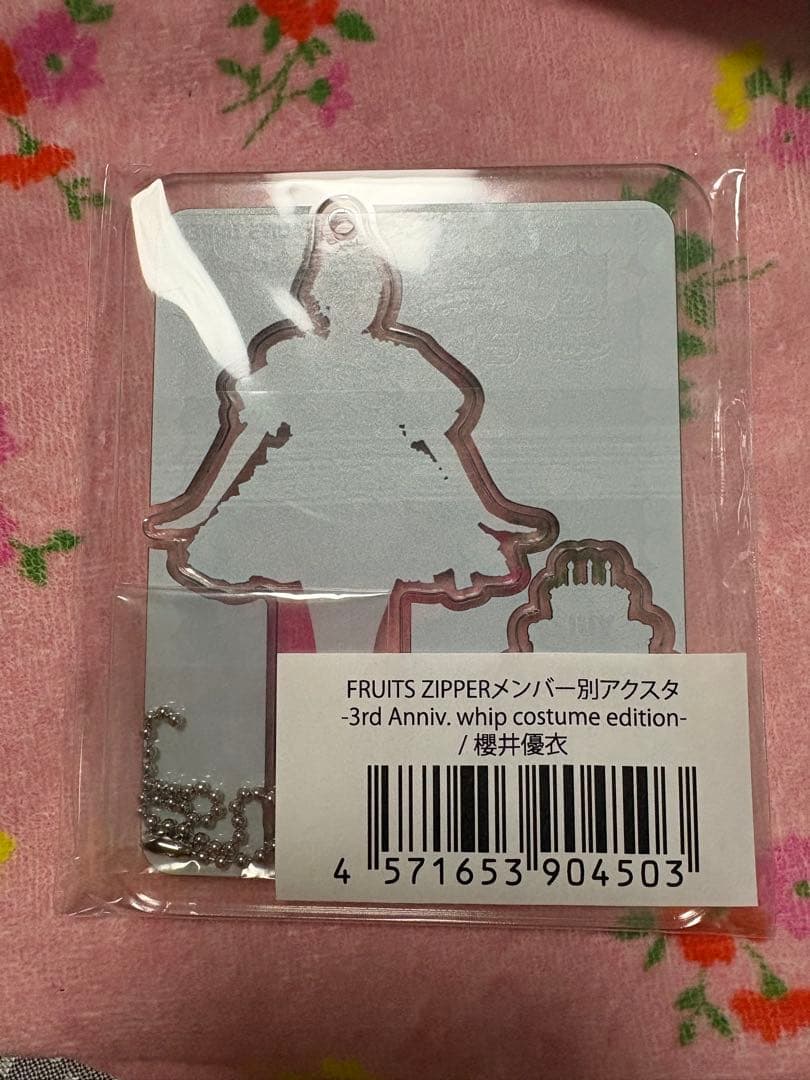 FRUITS ZIPPERメンバー別アクスタ
-3rd Anniv. whip costume edition-
/ 櫻井優衣
4 571653 904503